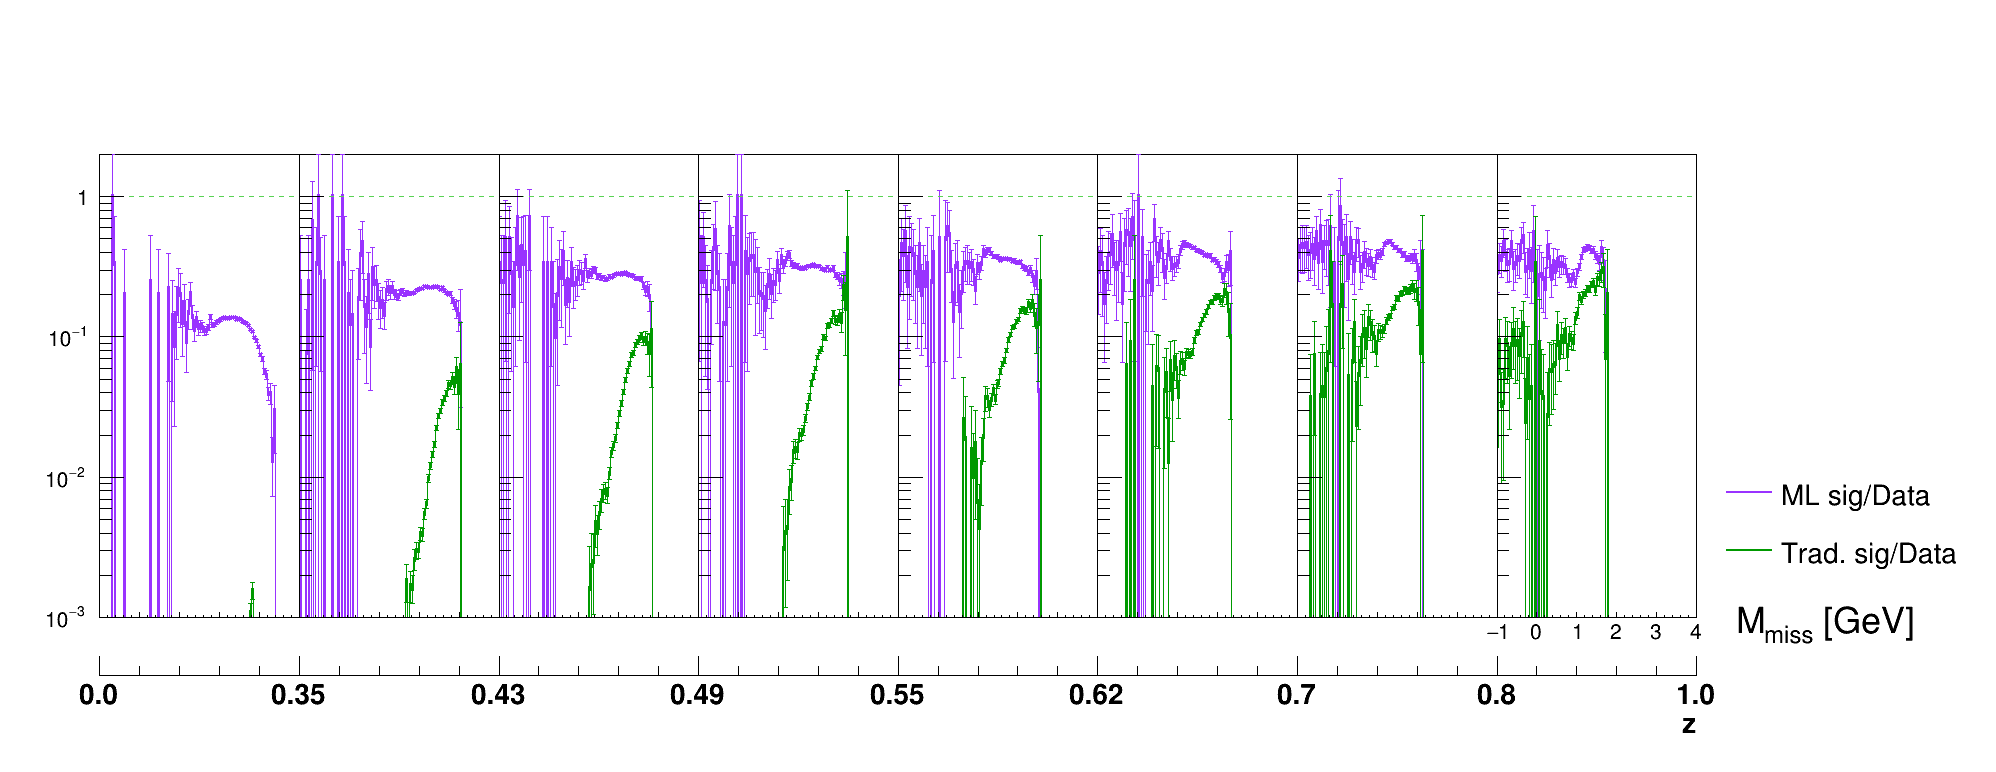 1
10⁻¹
10⁻²
10⁻³
ML sig/Data
Trad. sig/Data
−1 0 1 2 3 4
M_miss [GeV]
0.0 0.35 0.43 0.49 0.55 0.62 0.7 0.8 1.0
z